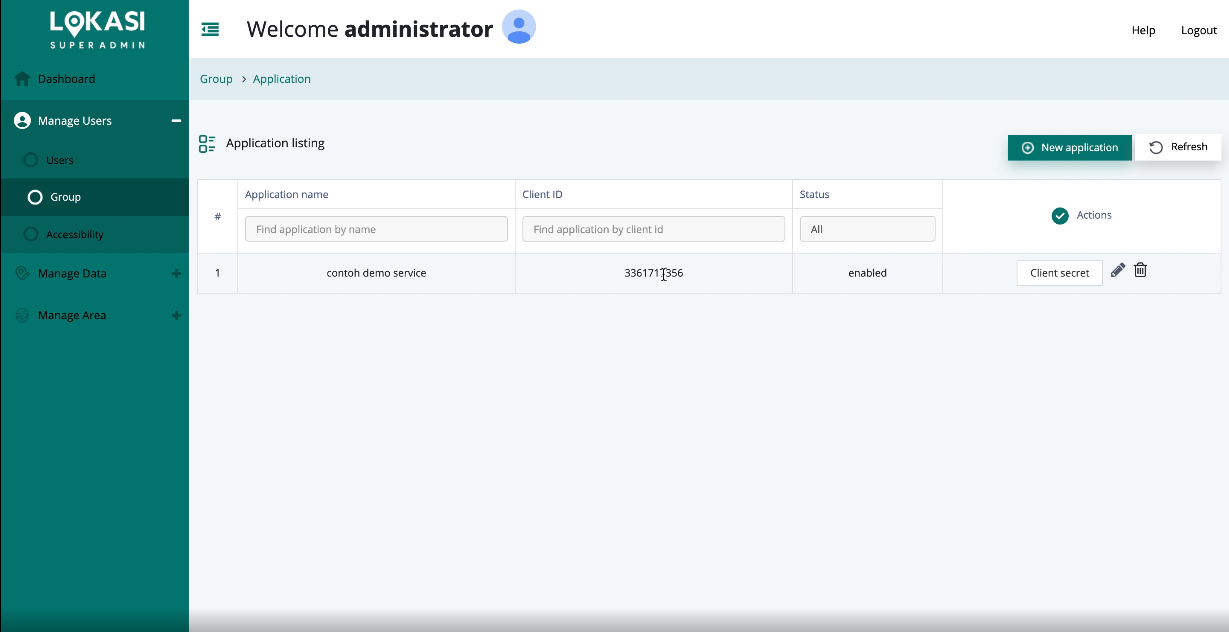 LOKASI
SUPERADMIN
Welcome administrator
Help
Logout
Dashboard
Group > Application
Manage Users
Users
Group
Accessibility
Manage Data
Manage Area
Application listing
New application
Refresh
#
Application name
Client ID
Status
Actions
Find application by name
Find application by client id
All
1
contoh demo service
enabled
Client secret